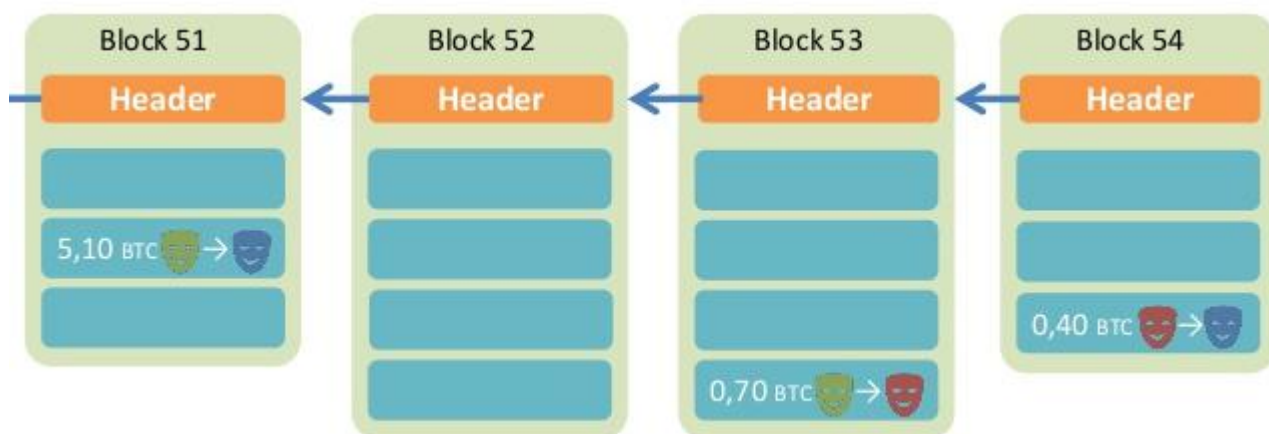 Block 51
Header
5,10 BTC →
Block 52
Header
Block 53
Header
0,70 BTC →
Block 54
Header
0,40 BTC →